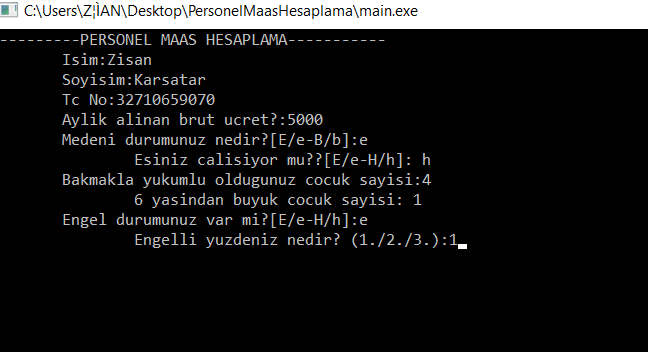 C:\Users\Z¦ÌAN\Desktop\PersonelMaasHesaplama\main.exe
---------PERSONEL MAAS HESAPLAMA-----------
Isim:Zisan
Soyisim:Karsatar
Tc No:32710659070
Aylik alinan brut ucret?:5000
Medeni durumunuz nedir?[E/e-B/b]:e
Esiniz calisiyor mu??[E/e-H/h]: h
Bakmakla yukumlu oldugunuz cocuk sayisi:4
6 yasindan buyuk cocuk sayisi: 1
Engel durumunuz var mi?[E/e-H/h]:e
Engelli yuzdeniz nedir? (1./2./3.):1